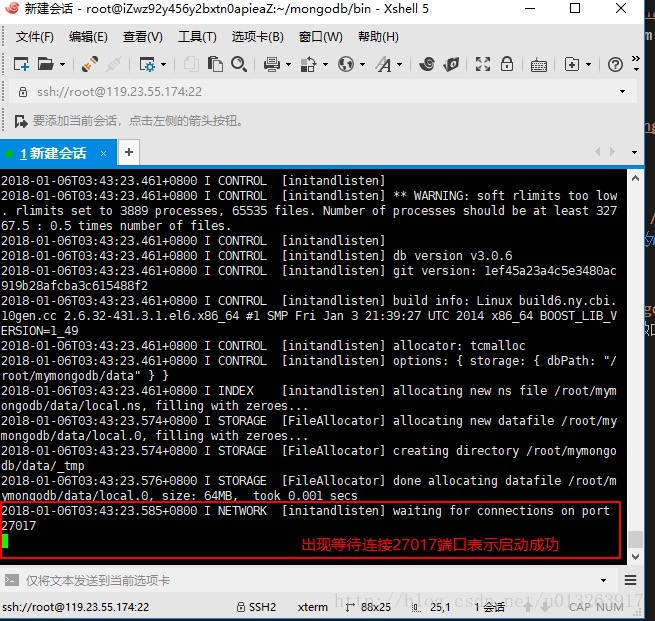 新建会话 - root@iZwz92y456y2bxtn0apieaZ:~/mongodb/bin - Xshell 5
文件(F) 编辑(E) 查看(V) 工具(T) 选项卡(B) 窗口(W) 帮助(H)
ssh://root@119.23.55.174:22
要添加当前会话，点击左侧的箭头按钮。
1 新建会话 × +
2018-01-06T03:43:23.461+0800 I CONTROL  [initandlisten]
2018-01-06T03:43:23.461+0800 I CONTROL  [initandlisten] ** WARNING: soft rlimits too low
. rlimits set to 3889 processes, 65535 files. Number of processes should be at least 327
67.5 : 0.5 times number of files.
2018-01-06T03:43:23.461+0800 I CONTROL  [initandlisten]
2018-01-06T03:43:23.461+0800 I CONTROL  [initandlisten] db version v3.0.6
2018-01-06T03:43:23.461+0800 I CONTROL  [initandlisten] git version: 1ef45a23a4c5e3480ac
919b28afcba3c615488f2
2018-01-06T03:43:23.461+0800 I CONTROL  [initandlisten] build info: Linux build6.ny.cbi.
10gen.cc 2.6.32-431.3.1.el6.x86_64 #1 SMP Fri Jan 3 21:39:27 UTC 2014 x86_64 BOOST_LIB_V
ERSION=1_49
2018-01-06T03:43:23.461+0800 I CONTROL  [initandlisten] allocator: tcmalloc
2018-01-06T03:43:23.461+0800 I CONTROL  [initandlisten] options: { storage: { dbPath: "/
root/mymongodb/data" } }
2018-01-06T03:43:23.461+0800 I INDEX    [initandlisten] allocating new ns file /root/mym
ongodb/data/local.ns, filling with zeroes...
2018-01-06T03:43:23.574+0800 I STORAGE  [FileAllocator] allocating new datafile /root/my
mongodb/data/local.0, filling with zeroes...
2018-01-06T03:43:23.574+0800 I STORAGE  [FileAllocator] creating directory /root/mymongo
db/data/_tmp
2018-01-06T03:43:23.576+0800 I STORAGE  [FileAllocator] done allocating datafile /root/m
ymongodb/data/local.0, size: 64MB,  took 0.001 secs
2018-01-06T03:43:23.585+0800 I NETWORK  [initandlisten] waiting for connections on port
27017
出现等待连接27017端口表示启动成功
仅将文本发送到当前选项卡
http://blog.csdn.net/u013263917
ssh://root@119.23.55.174:22 SSH2 xterm 88x25 25,1 1 会话 CAP NUM